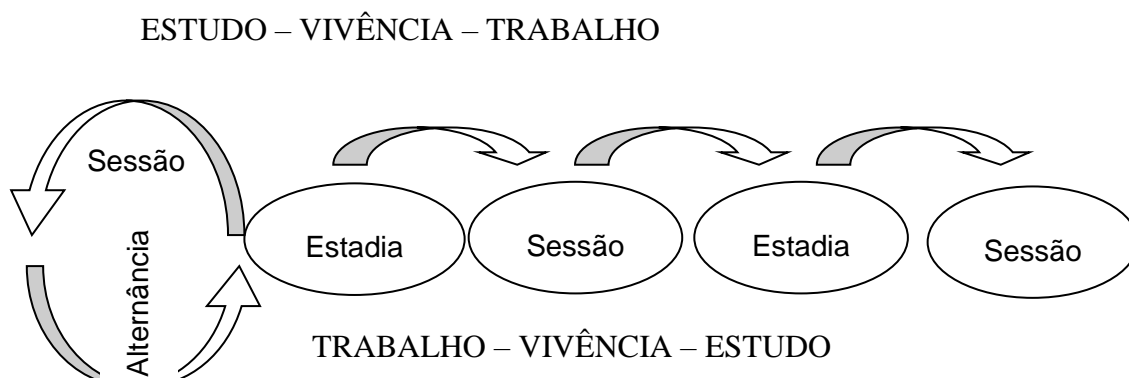 ESTUDO – VIVÊNCIA – TRABALHO
Sessão
Alternância
Estadia
Sessão
Estadia
Sessão
TRABALHO – VIVÊNCIA – ESTUDO